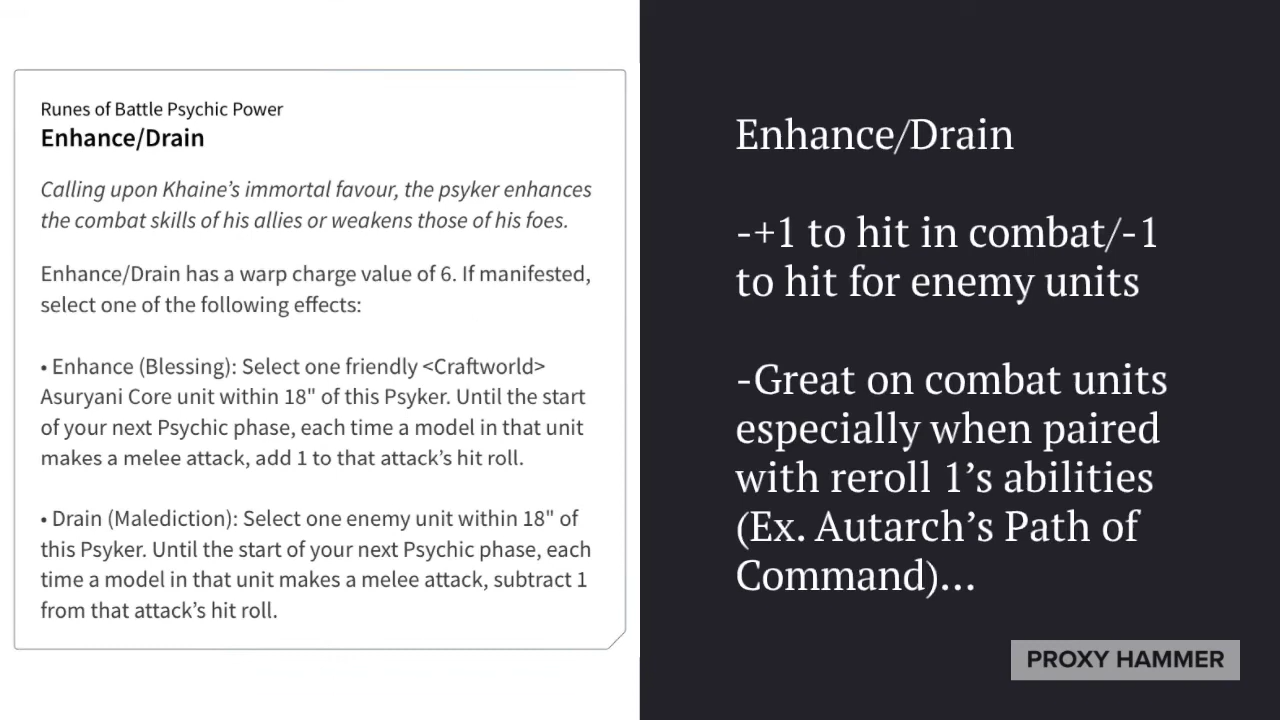 Runes of Battle Psychic Power
Enhance/Drain
Calling upon Khaine's immortal favour, the psyker enhances
the combat skills of his allies or weakens those of his foes.
Enhance/Drain has a warp charge value of 6. If manifested,
select one of the following effects:
• Enhance (Blessing): Select one friendly <Craftworld>
Asuryani Core unit within 18" of this Psyker. Until the start
of your next Psychic phase, each time a model in that unit
makes a melee attack, add 1 to that attack's hit roll.
• Drain (Malediction): Select one enemy unit within 18" of
this Psyker. Until the start of your next Psychic phase, each
time a model in that unit makes a melee attack, subtract 1
from that attack's hit roll.
Enhance/Drain
-+1 to hit in combat/-1
to hit for enemy units
-Great on combat units
especially when paired
with reroll 1’s abilities
(Ex. Autarch’s Path of
Command)...
PROXY HAMMER